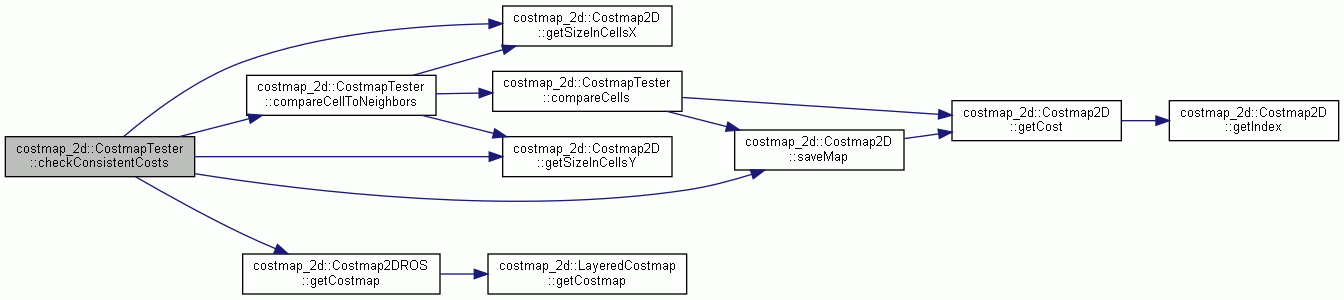 costmap_2d::CostmapTester
::checkConsistentCosts
costmap_2d::CostmapTester
::compareCellToNeighbors
costmap_2d::Costmap2D
::getSizeInCellsX
costmap_2d::CostmapTester
::compareCells
costmap_2d::Costmap2D
::getSizeInCellsY
costmap_2d::Costmap2D
::saveMap
costmap_2d::Costmap2D
::getCost
costmap_2d::Costmap2D
::getIndex
costmap_2d::Costmap2DROS
::getCostmap
costmap_2d::LayeredCostmap
::getCostmap